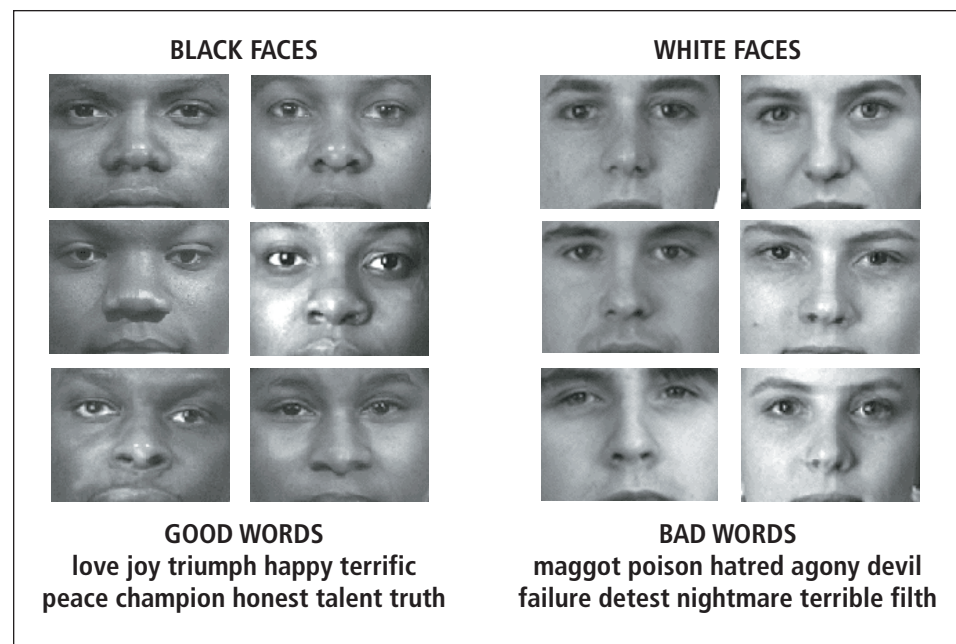 BLACK FACES
WHITE FACES
GOOD WORDS
love joy triumph happy terrific
peace champion honest talent truth
BAD WORDS
maggot poison hatred agony devil
failure detest nightmare terrible filth